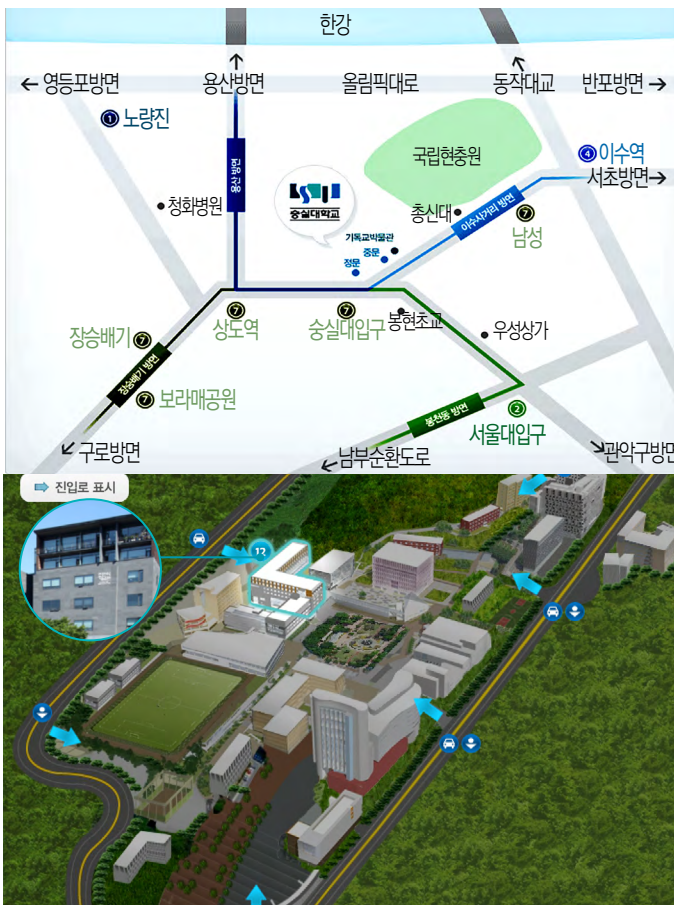 한강
← 영등포방면
용산방면
올림픽대로
동작대교
반포방면 →
1 노량진
국립현충원
4 이수역
서초방면
용산 방면
청화병원
숭실대학교
총신대
이수사거리 방면
7
남성
기독교박물관
중문
정문
7
상도역
7
숭실대입구
봉현초교
우성상가
장승배기 7
장승배기 방면
7 보라매공원
봉천동 방면
2
서울대입구
구로방면
남부순환도로
관악구방면
진입로 표시
13